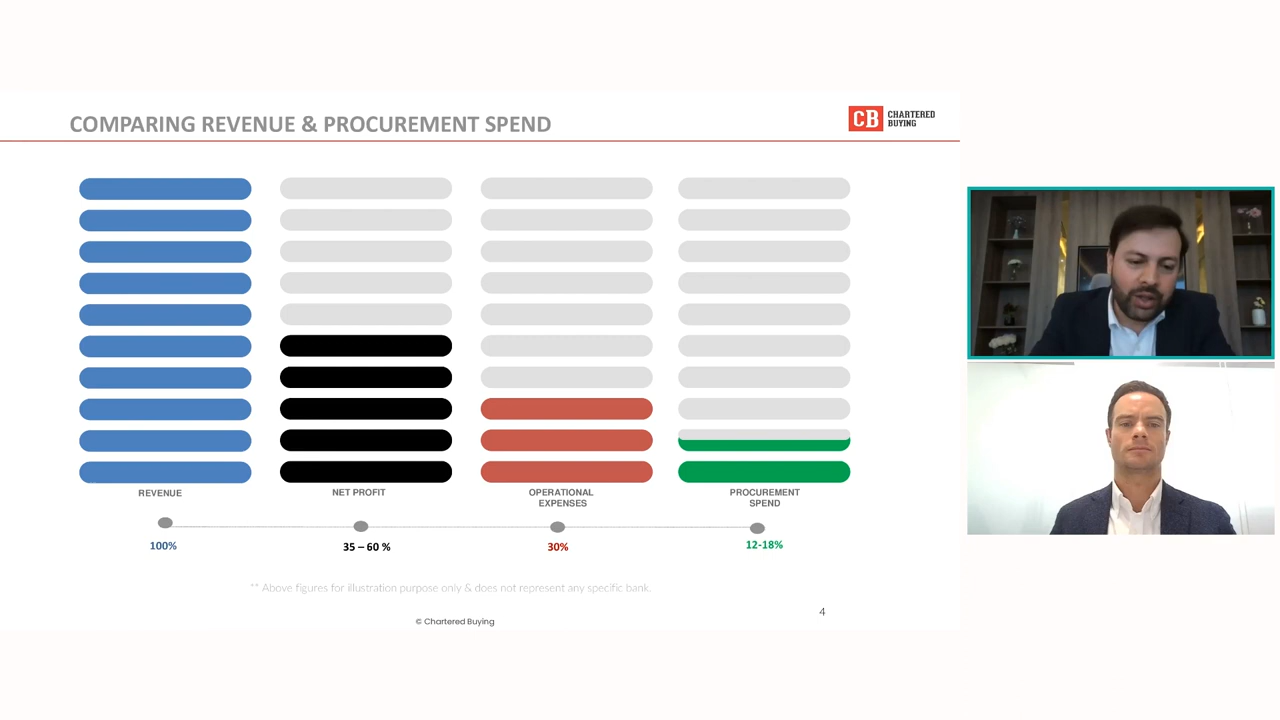 COMPARING REVENUE & PROCUREMENT SPEND
CB CHARTERED
BUYING
REVENUE
NET PROFIT
OPERATIONAL
EXPENSES
PROCUREMENT
SPEND
100%
35 – 60 %
30%
12-18%
** Above figures for illustration purpose only & does not represent any specific bank.
4
© Chartered Buying